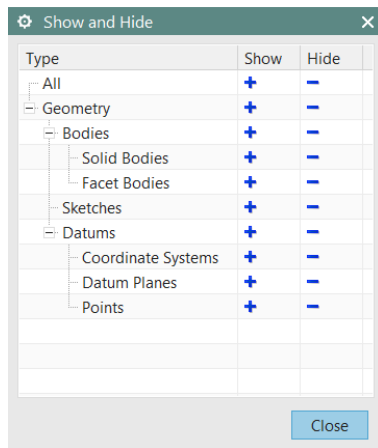 Show and Hide
Type Show Hide
All
Geometry
Bodies
Solid Bodies
Facet Bodies
Sketches
Datums
Coordinate Systems
Datum Planes
Points
Close